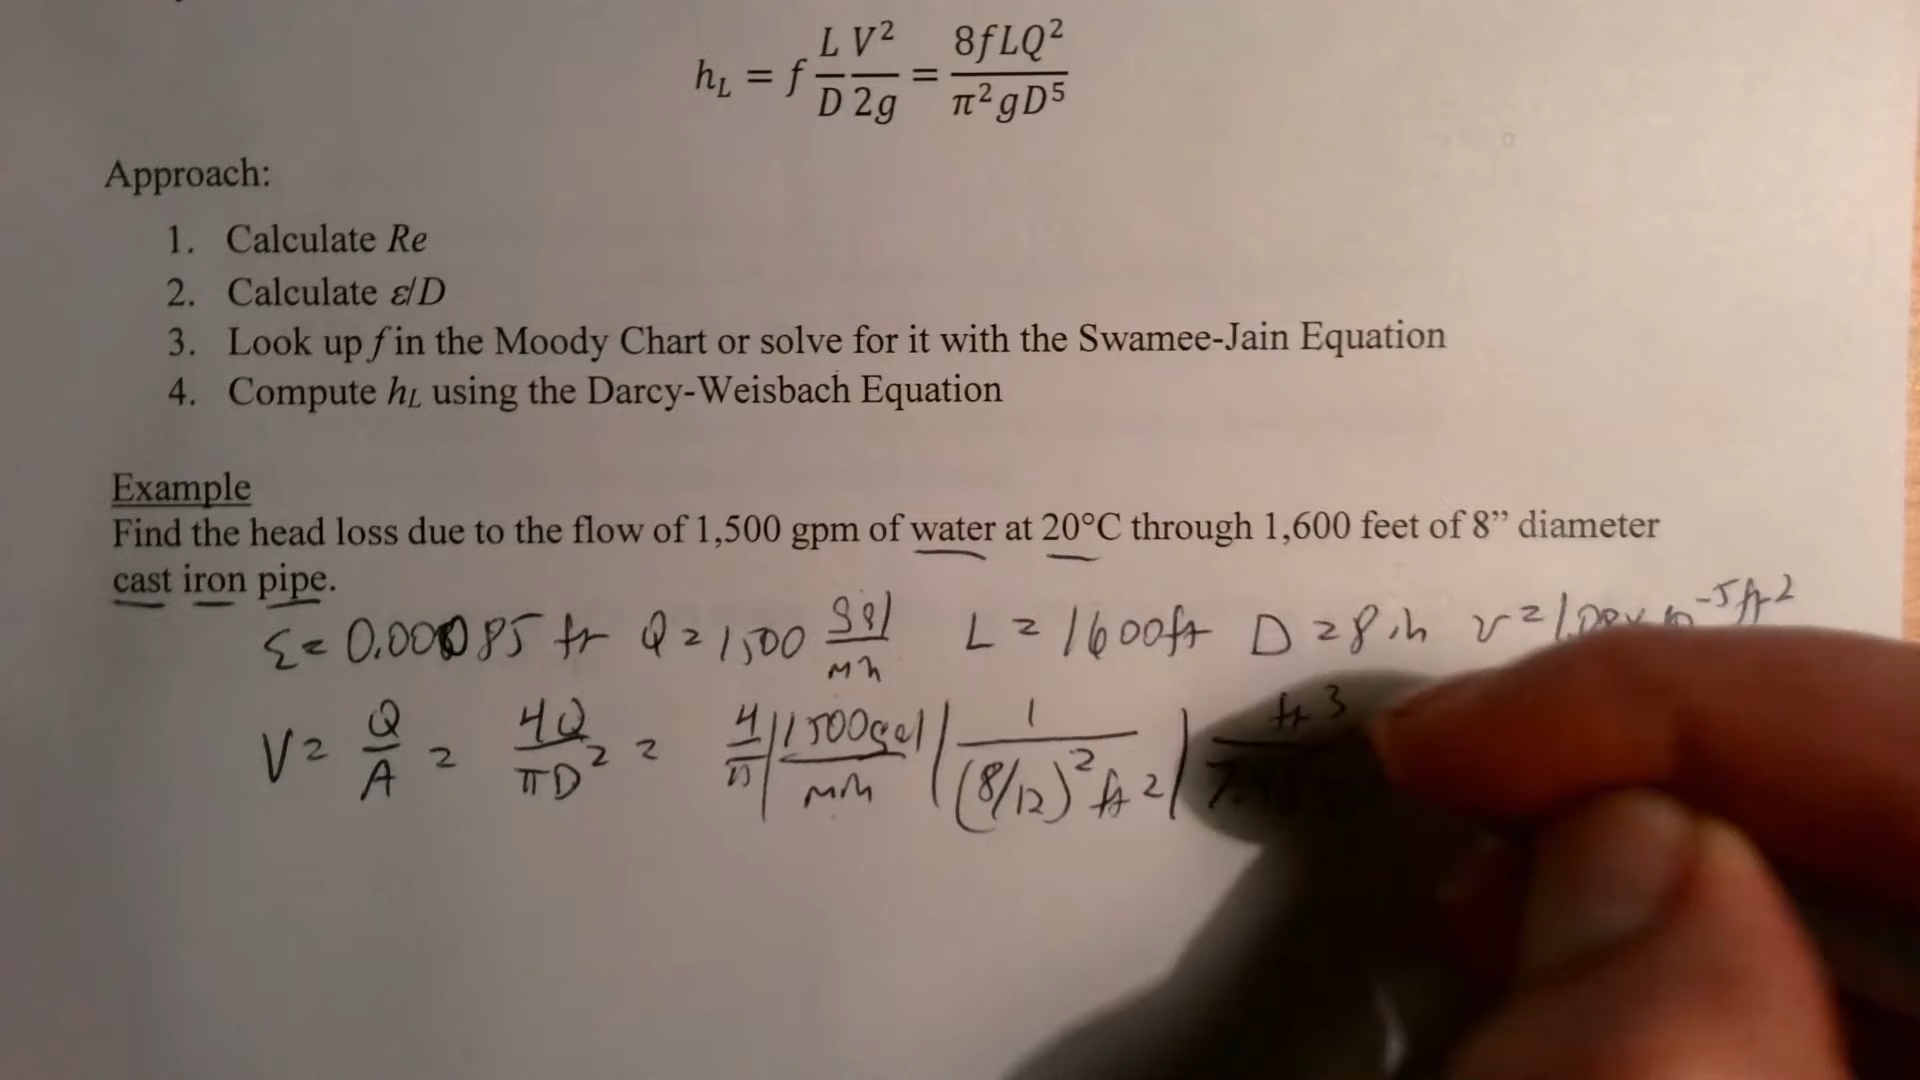 h_L = f L/D V²/2g = 8fLQ²/π²gD⁵
Approach:
1. Calculate Re
2. Calculate ε/D
3. Look up f in the Moody Chart or solve for it with the Swamee-Jain Equation
4. Compute h_L using the Darcy-Weisbach Equation
Example
Find the head loss due to the flow of 1,500 gpm of water at 20°C through 1,600 feet of 8” diameter
cast iron pipe.
ε = 0.00085 ft Q = 1,500 gal/min L = 1600ft D = 8 in ν = 10⁻⁵ ft²
V = Q/A = 4Q/πD² = 4/π | 1500gal/min | 1/(8/12)² ft² | ft³